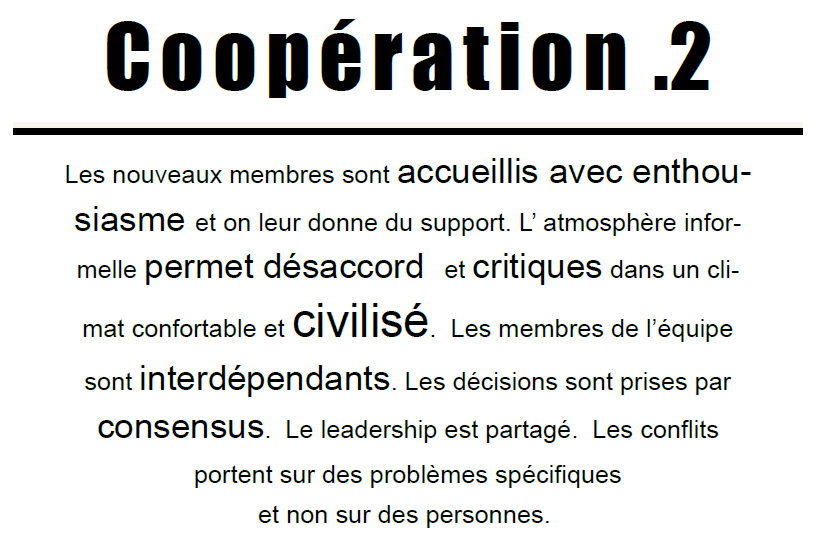 Coopération .2
Les nouveaux membres sont accueillis avec enthou-
siasme et on leur donne du support. L’ atmosphère infor-
melle permet désaccord et critiques dans un cli-
mat confortable et civilisé. Les membres de l’équipe
sont interdépendants. Les décisions sont prises par
consensus. Le leadership est partagé. Les conflits
portent sur des problèmes spécifiques
et non sur des personnes.